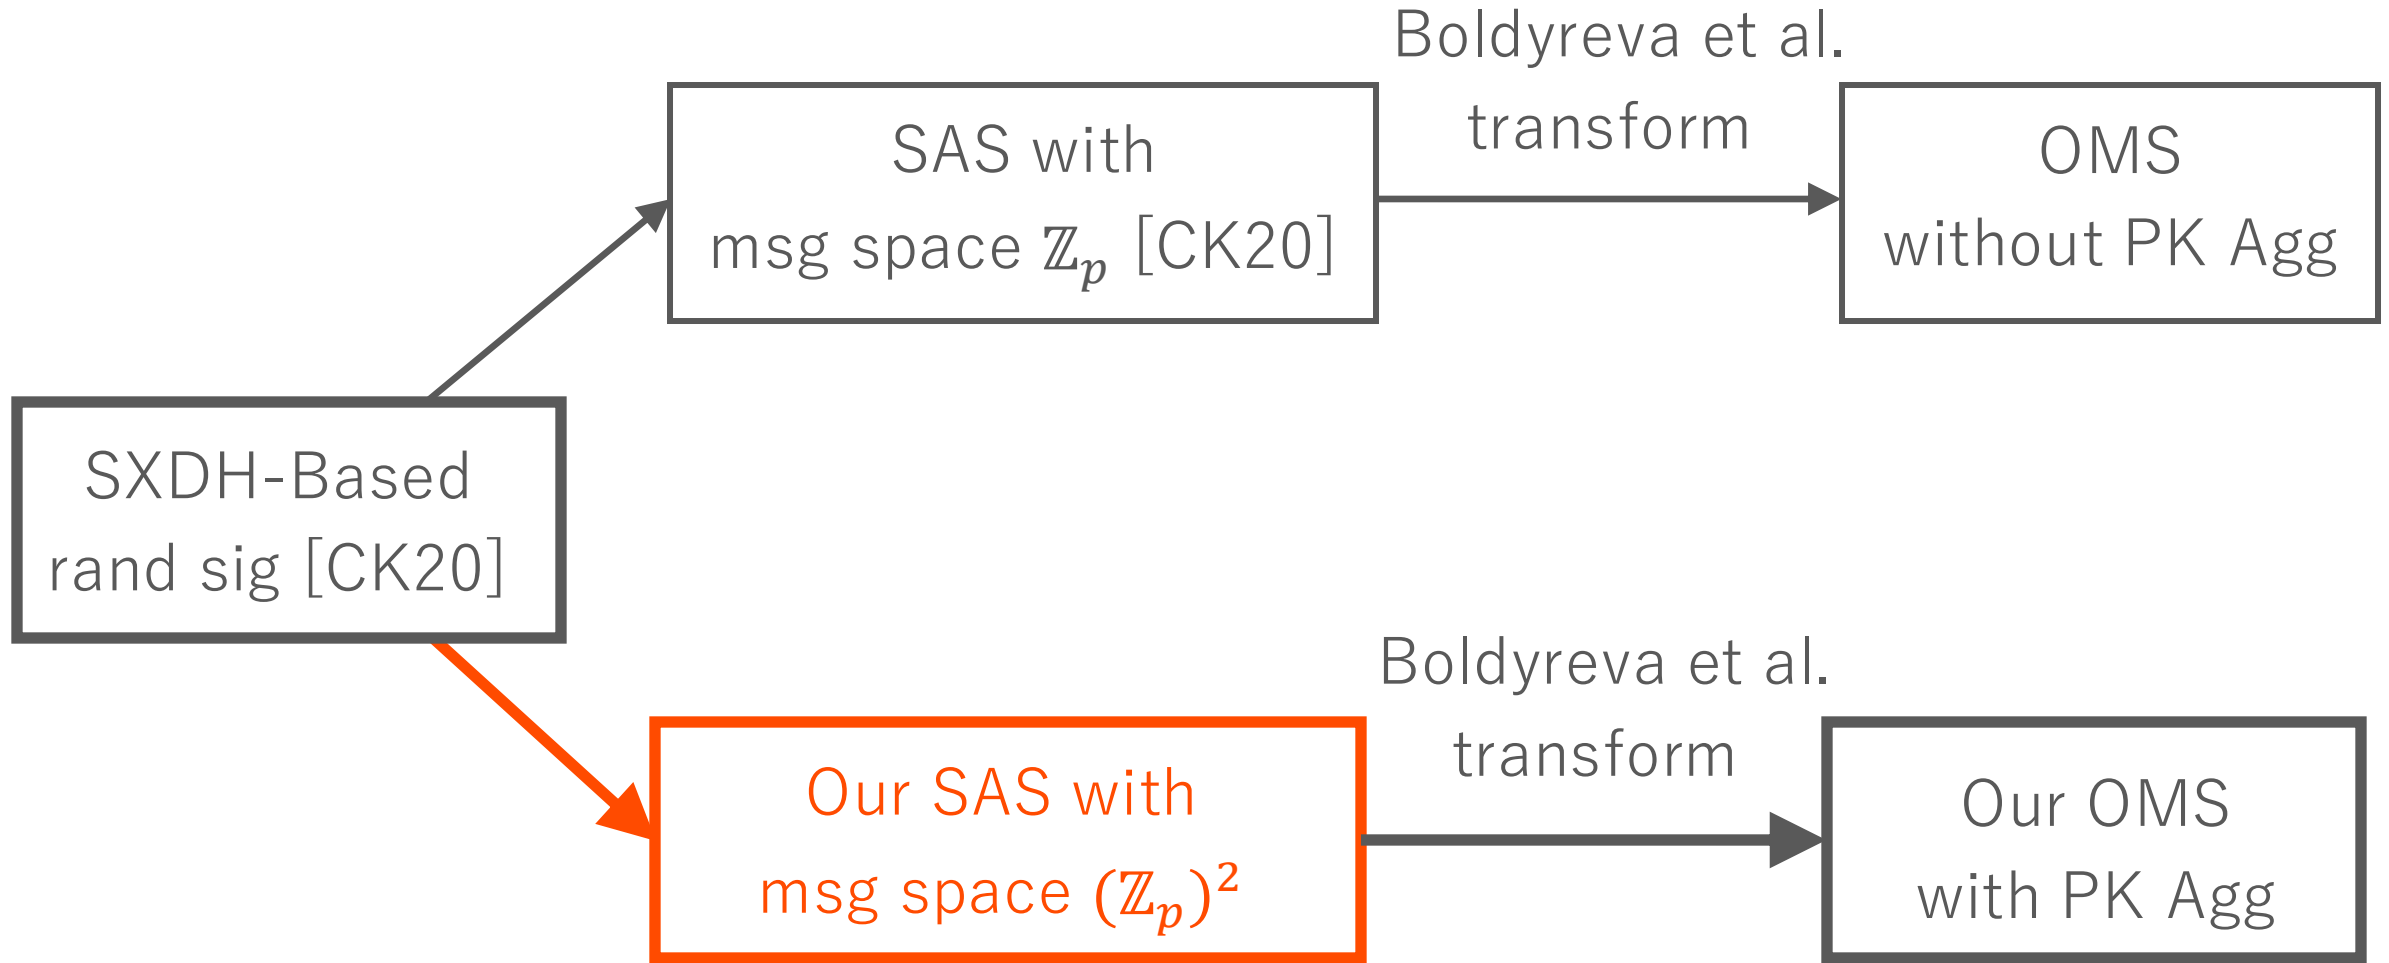 Boldyreva et al.
transform
SAS with
msg space ℤ_p [CK20]
OMS
without PK Agg
SXDH-Based
rand sig [CK20]
Boldyreva et al.
transform
Our SAS with
msg space (ℤ_p)²
Our OMS
with PK Agg